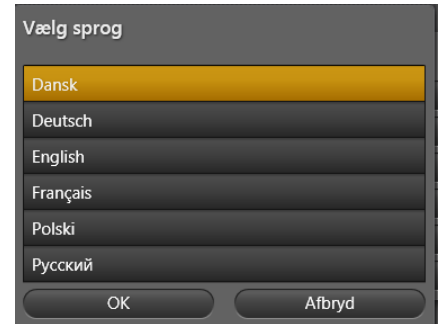 Vælg sprog
Dansk
Deutsch
English
Français
Polski
Русский
OK Afbryd